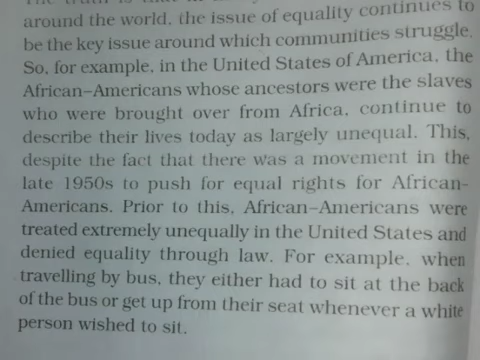 around the world, the issue of equality continues to
be the key issue around which communities struggle.
So, for example, in the United States of America, the
African-Americans whose ancestors were the slaves
who were brought over from Africa, continue to
describe their lives today as largely unequal. This,
despite the fact that there was a movement in the
late 1950s to push for equal rights for African-
Americans. Prior to this, African-Americans were
treated extremely unequally in the United States and
denied equality through law. For example, when
travelling by bus, they either had to sit at the back
of the bus or get up from their seat whenever a white
person wished to sit.